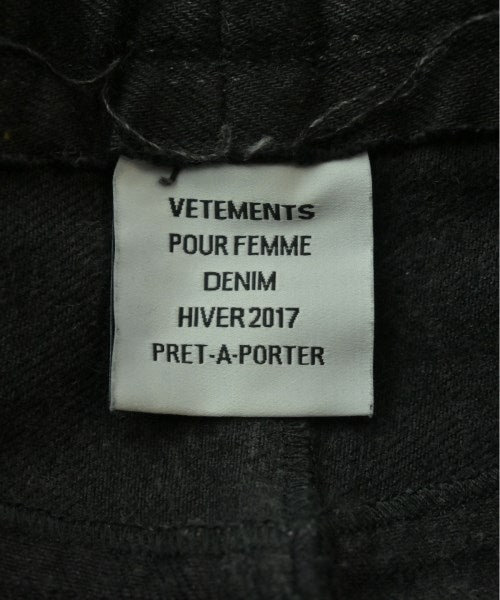 VETEMENTS
POUR FEMME
DENIM
HIVER 2017
PRET-A-PORTER